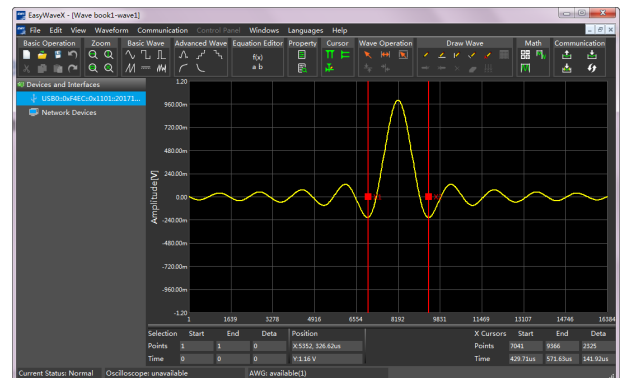 EasyWaveX - [Wave book1-wave1]
File Edit View Waveform Communication Control Panel Windows Languages Help
Basic Operation Zoom Basic Wave Advanced Wave Equation Editor Property Cursor Wave Operation Draw Wave Math Communication
f(x)
a b
Devices and Interfaces
USB0::0xF4EC::0x1101::20171...
Network Devices
Amplitude[V]
1.20
960.00m
720.00m
480.00m
240.00m
0.00
-240.00m
-480.00m
-720.00m
-960.00m
-1.20
1 1639 3278 4916 6554 8192 9831 11469 13107 14746 16384
Selection Start End Deta Position X Cursors Start End Deta
Points 1 1 0 X:5352, 326.62us Points 7041 9366 2325
Time 0 0 0 Y:1.16 V Time 429.71us 571.63us 141.92us
Current Status: Normal Oscilloscope: unavailable AWG: available(1)